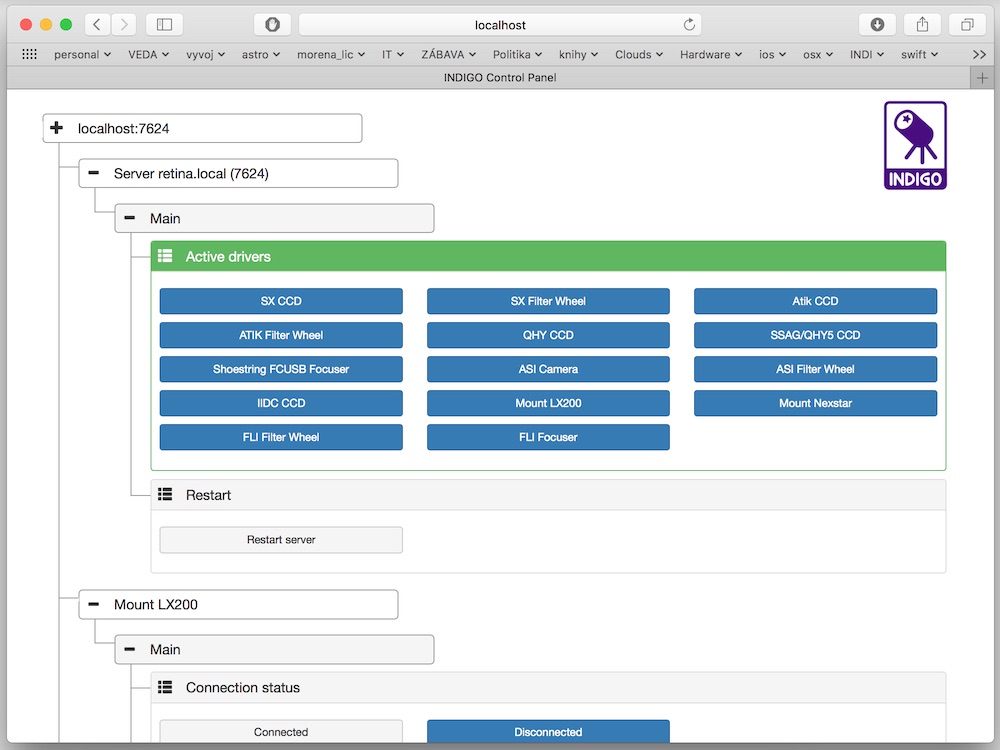 localhost
personal VEDA vyvoj astro morena_lic IT ZÁBAVA Politika knihy Clouds Hardware ios osx INDI swift
INDIGO Control Panel
localhost:7624
INDIGO
Server retina.local (7624)
Main
Active drivers
SX CCD SX Filter Wheel Atik CCD
ATIK Filter Wheel QHY CCD SSAG/QHY5 CCD
Shoestring FCUSB Focuser ASI Camera ASI Filter Wheel
IIDC CCD Mount LX200 Mount Nexstar
FLI Filter Wheel FLI Focuser
Restart
Restart server
Mount LX200
Main
Connection status
Connected Disconnected